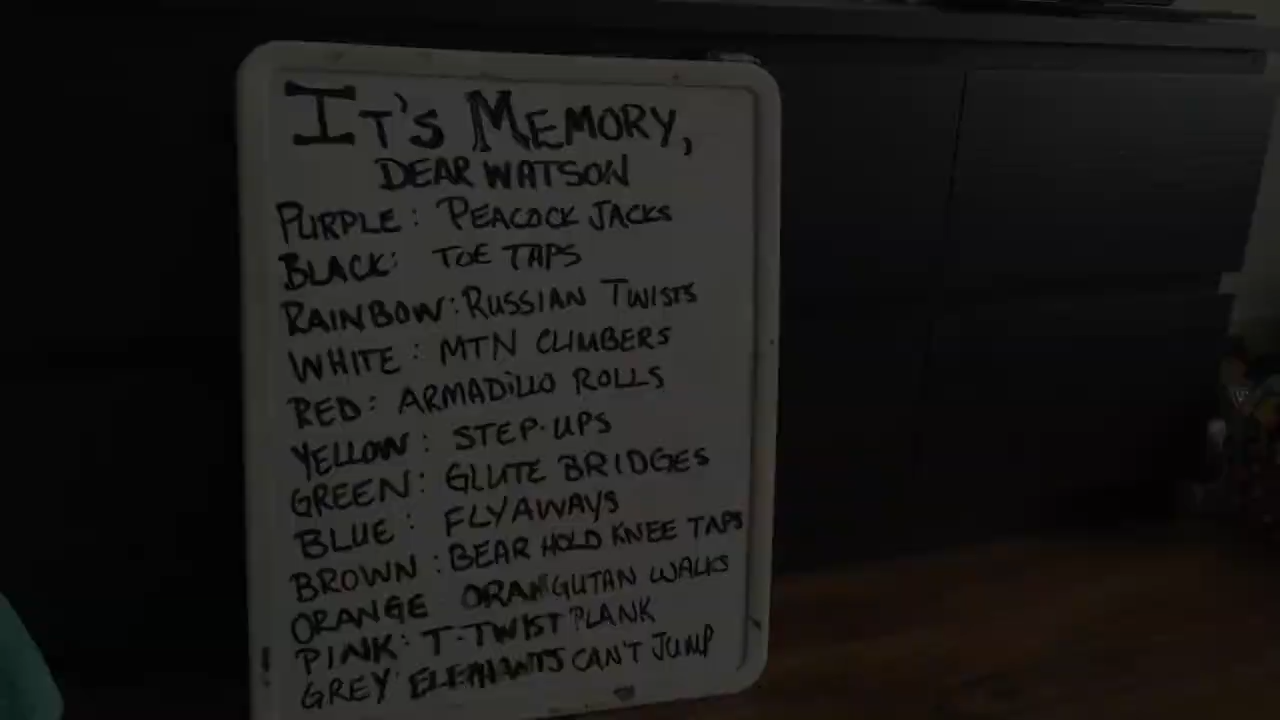 IT'S MEMORY,
DEAR WATSON
PURPLE: PEACOCK JACKS
BLACK: TOE TAPS
RAINBOW: RUSSIAN TWISTS
WHITE: MTN CLIMBERS
RED: ARMADILLO ROLLS
YELLOW: STEP-UPS
GREEN: GLUTE BRIDGES
BLUE: FLYAWAYS
BROWN: BEAR HOLD KNEE TAPS
ORANGE ORANGUTAN WALKS
PINK: T-TWIST PLANK
GREY ELEPHANTS CAN'T JUMP